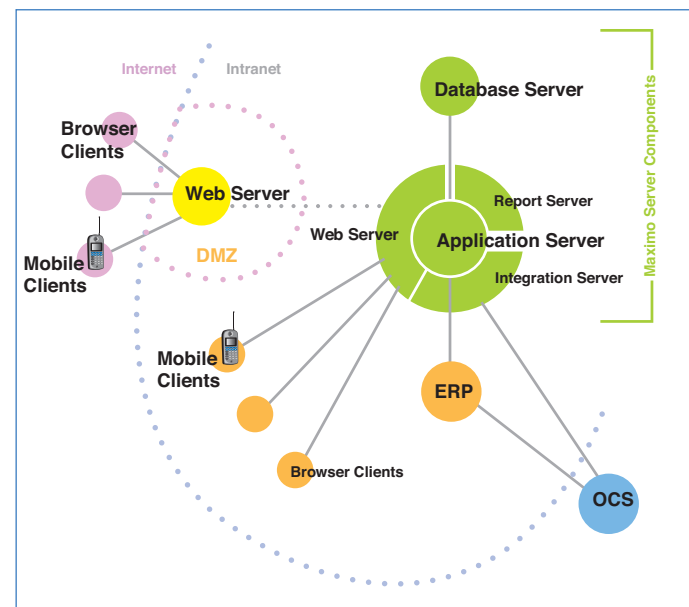 Internet
Intranet
Browser
Clients
Web Server
DMZ
Mobile
Clients
Database Server
Report Server
Web Server
Application Server
Integration Server
Maximo Server Components
Mobile
Clients
ERP
Browser Clients
OCS